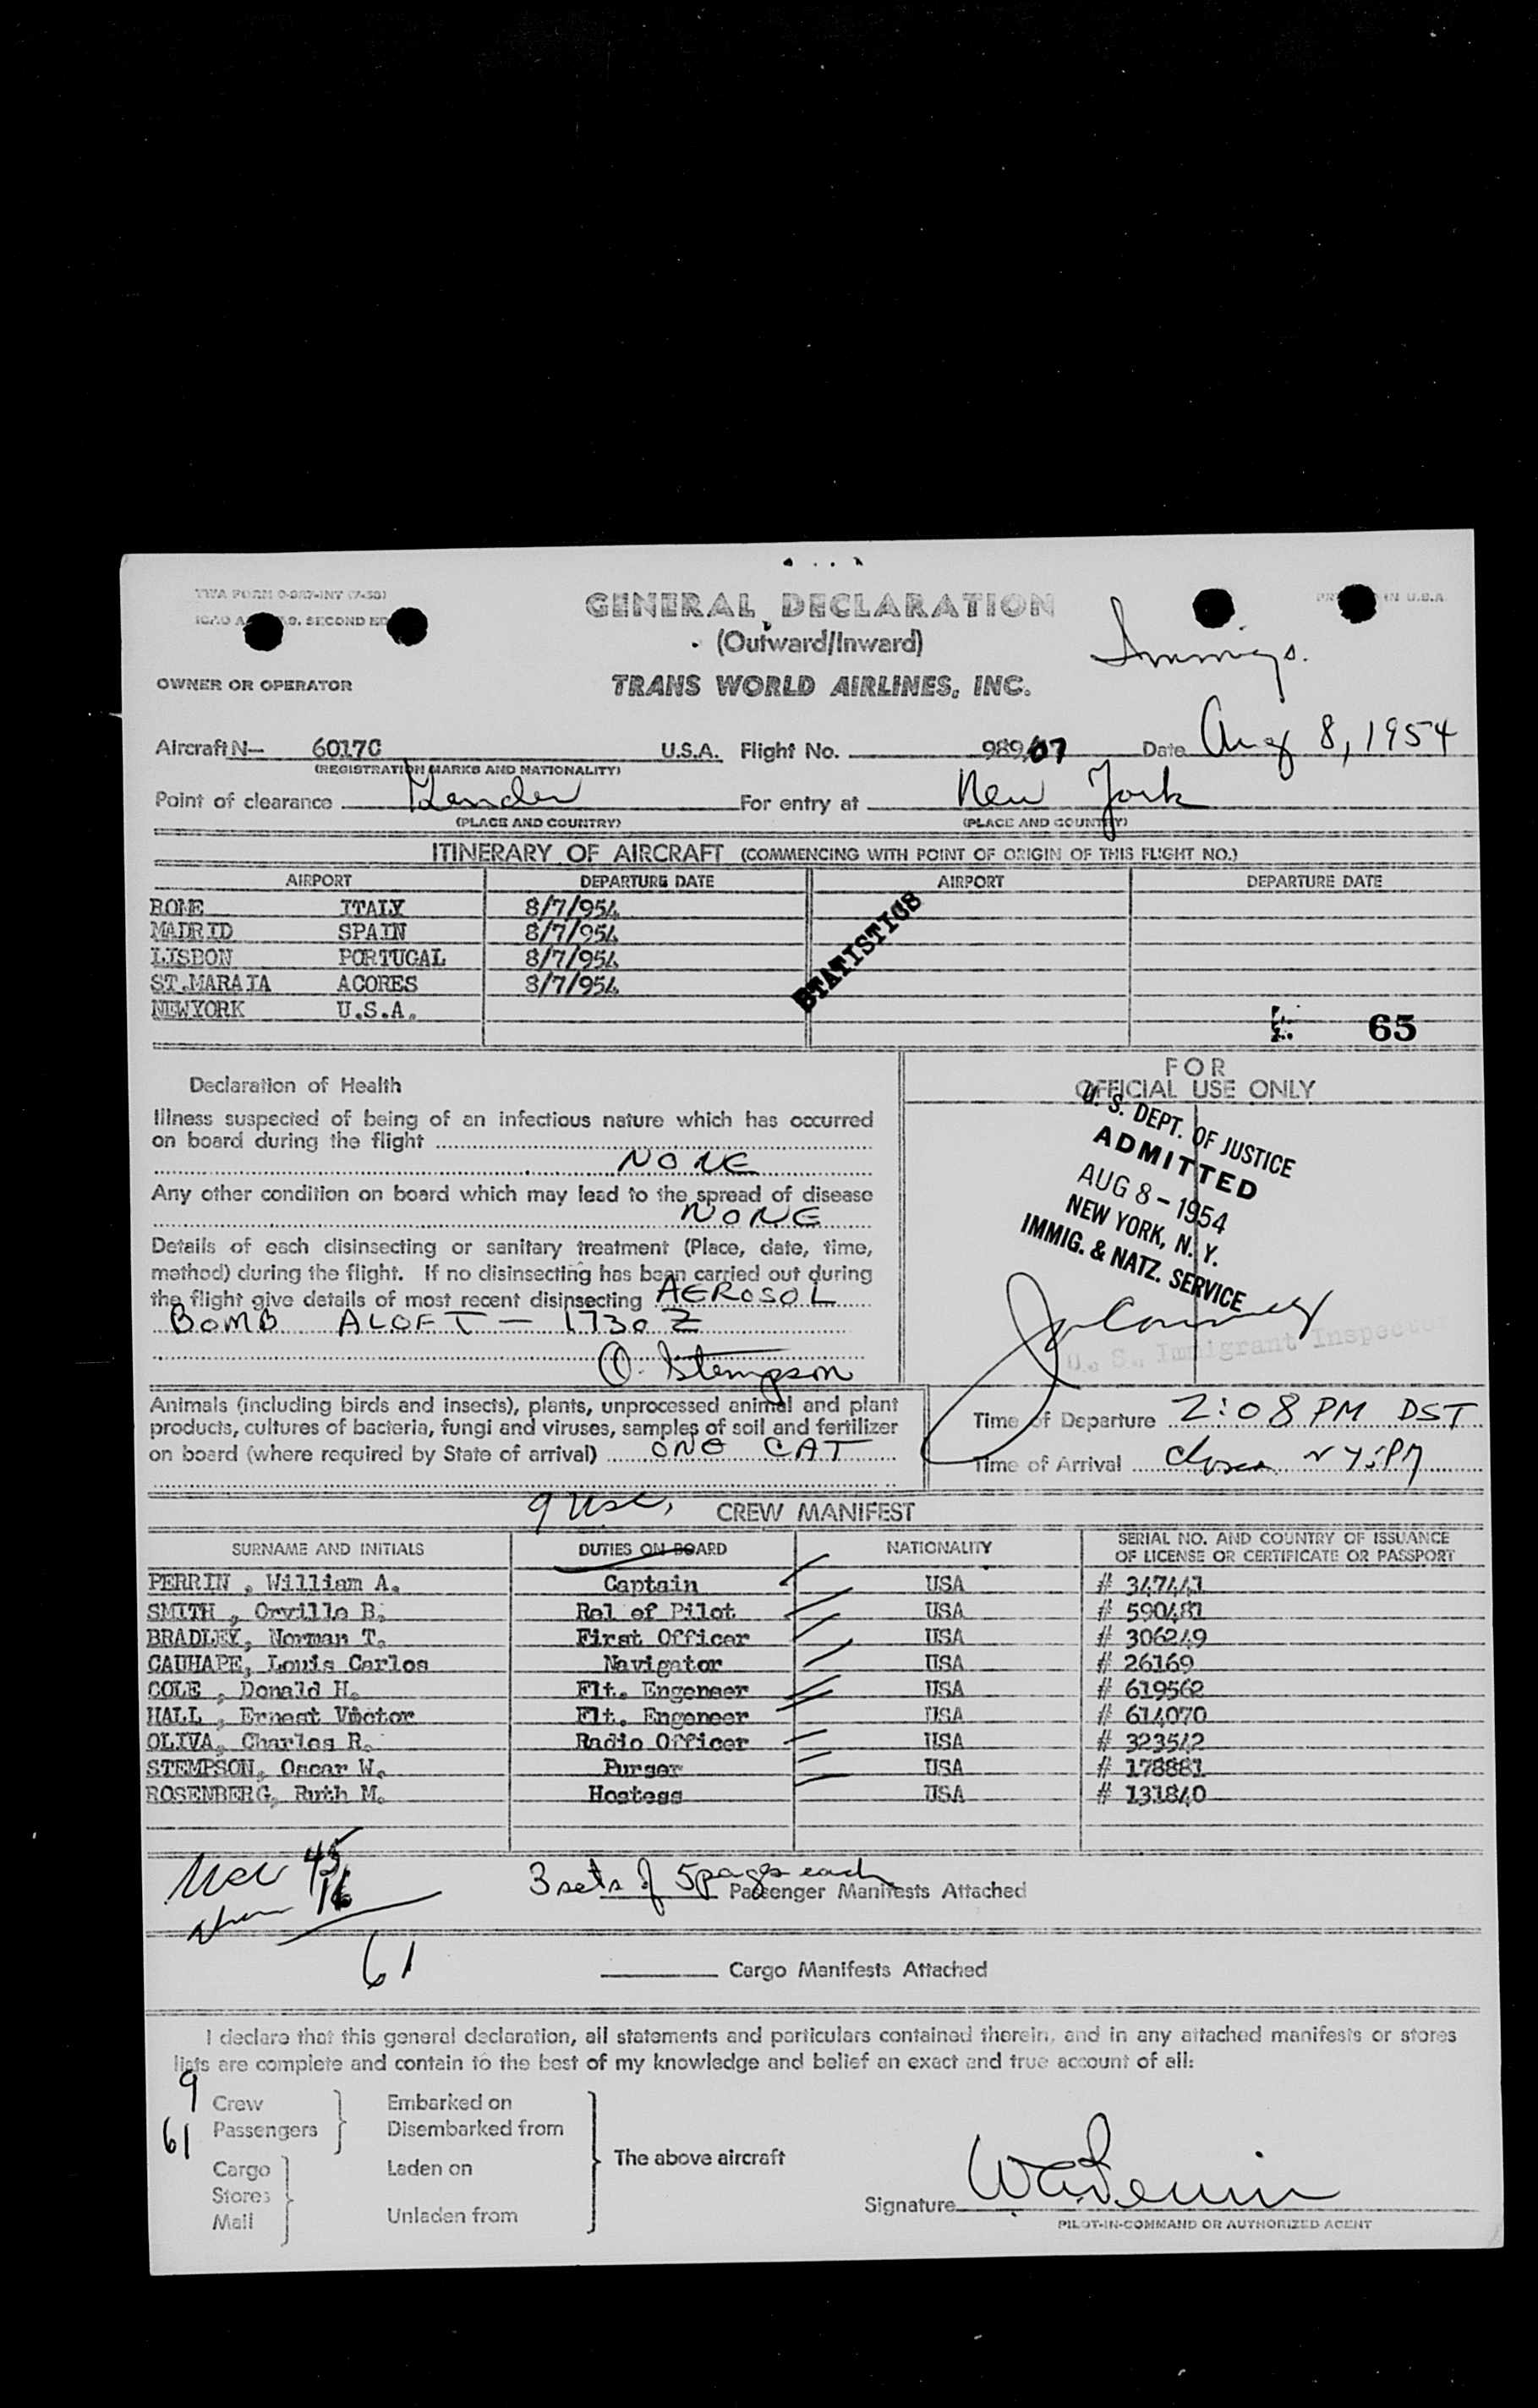 TWA FORM O-987-INT (7-53)
ICAO A S. SECOND ED
GENERAL DECLARATION
(Outward/Inward)
IN U.S.A.
Immigs.
OWNER OR OPERATOR
TRANS WORLD AIRLINES, INC.
Aircraft N— 6017C U.S.A. Flight No. 989/07 Date Aug 8, 1954
(REGISTRATION MARKS AND NATIONALITY)
Point of clearance Gander For entry at New York
(PLACE AND COUNTRY) (PLACE AND COUNTRY)
ITINERARY OF AIRCRAFT (COMMENCING WITH POINT OF ORIGIN OF THIS FLIGHT NO.)
AIRPORT DEPARTURE DATE AIRPORT DEPARTURE DATE
ROME ITALY 8/7/954
MADRID SPAIN 8/7/954
LISBON PORTUGAL 8/7/954
ST.MARAIA ACORES 8/7/954
NEWYORK U.S.A.
STATISTICS
65
Declaration of Health
Illness suspected of being of an infectious nature which has occurred
on board during the flight
NONE
Any other condition on board which may lead to the spread of disease
NONE
Details of each disinsecting or sanitary treatment (Place, date, time,
method) during the flight. If no disinsecting has been carried out during
the flight give details of most recent disinsecting AEROSOL
BOMB ALOFT — 1730 Z
O. Stempson
FOR
OFFICIAL USE ONLY
U. S. DEPT. OF JUSTICE
ADMITTED
AUG 8 – 1954
NEW YORK, N. Y.
IMMIG. & NATZ. SERVICE
U. S. Immigrant Inspector
Animals (including birds and insects), plants, unprocessed animal and plant
products, cultures of bacteria, fungi and viruses, samples of soil and fertilizer
on board (where required by State of arrival) ONE CAT
Time of Departure 2:08 PM DST
Time of Arrival
9 USC, CREW MANIFEST
SURNAME AND INITIALS DUTIES ON BOARD NATIONALITY SERIAL NO. AND COUNTRY OF ISSUANCE
OF LICENSE OR CERTIFICATE OR PASSPORT
PERRIN , William A. Captain USA # 347441
SMITH , Orville B. Rel of Pilot USA # 590481
BRADLEY, Norman T. First Officer USA # 306249
CAUHAPE, Louis Carlos Navigator USA # 26169
COLE , Donald H. Flt. Engeneer USA # 619562
HALL , Ernest Victor Flt. Engeneer USA # 614070
OLIVA, Charles R. Radio Officer USA # 323542
STEMPSON, Oscar W. Purser USA # 178881
ROSENBERG, Ruth M. Hostess USA # 131840
45
16
61
3 sets of 5 pages each Passenger Manifests Attached
Cargo Manifests Attached
I declare that this general declaration, all statements and particulars contained therein, and in any attached manifests or stores
lists are complete and contain to the best of my knowledge and belief an exact and true account of all:
9 Crew Embarked on
61 Passengers Disembarked from
The above aircraft
Cargo Laden on
Stores
Mail Unladen from
Signature WA Perrin
PILOT-IN-COMMAND OR AUTHORIZED AGENT